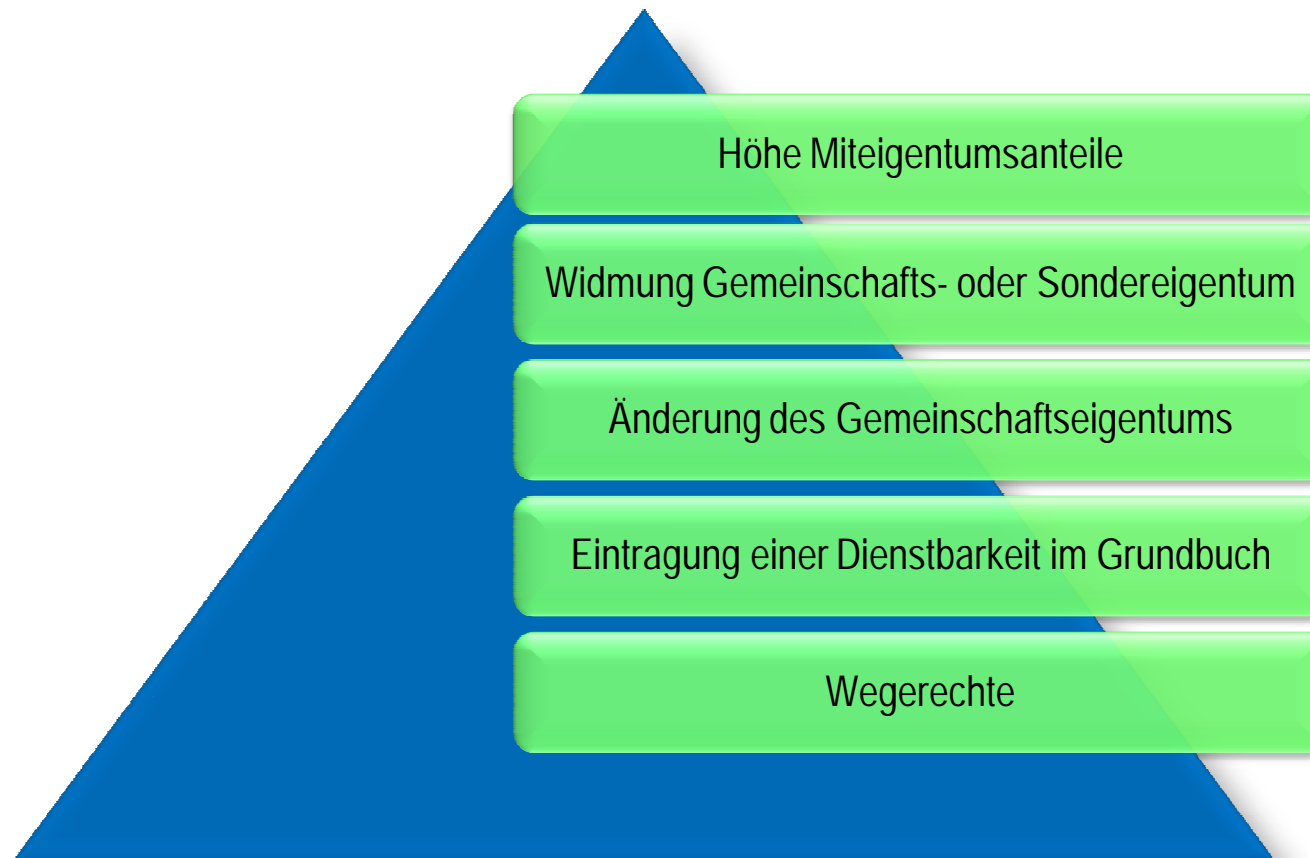 Höhe Miteigentumsanteile
Widmung Gemeinschafts- oder Sondereigentum
Änderung des Gemeinschaftseigentums
Eintragung einer Dienstbarkeit im Grundbuch
Wegerechte